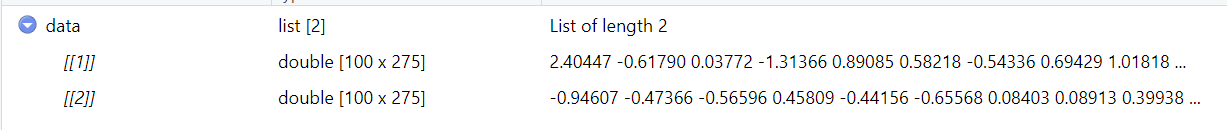 data list [2] List of length 2
[[1]] double [100 x 275] 2.40447 -0.61790 0.03772 -1.31366 0.89085 0.58218 -0.54336 0.69429 1.01818 ...
[[2]] double [100 x 275] -0.94607 -0.47366 -0.56596 0.45809 -0.44156 -0.65568 0.08403 0.08913 0.39938 ...